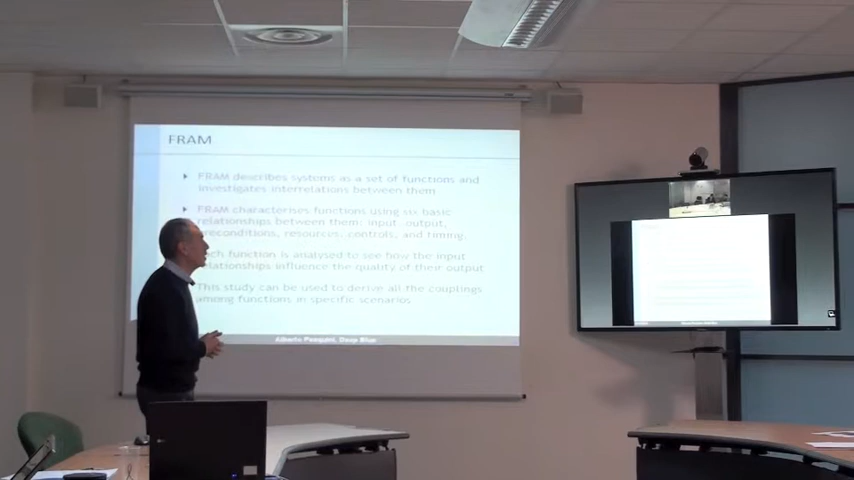 FRAM
FRAM describes systems as a set of functions and
investigates interrelations between them
FRAM characterises functions using six basic
relationships between them: input, output,
preconditions, resources, controls, and timing.
function is analysed to see how the input
relationships influence the quality of their output
This study can be used to derive all the couplings
among functions in specific scenarios.
Alberto Pasquini, Deep Blue